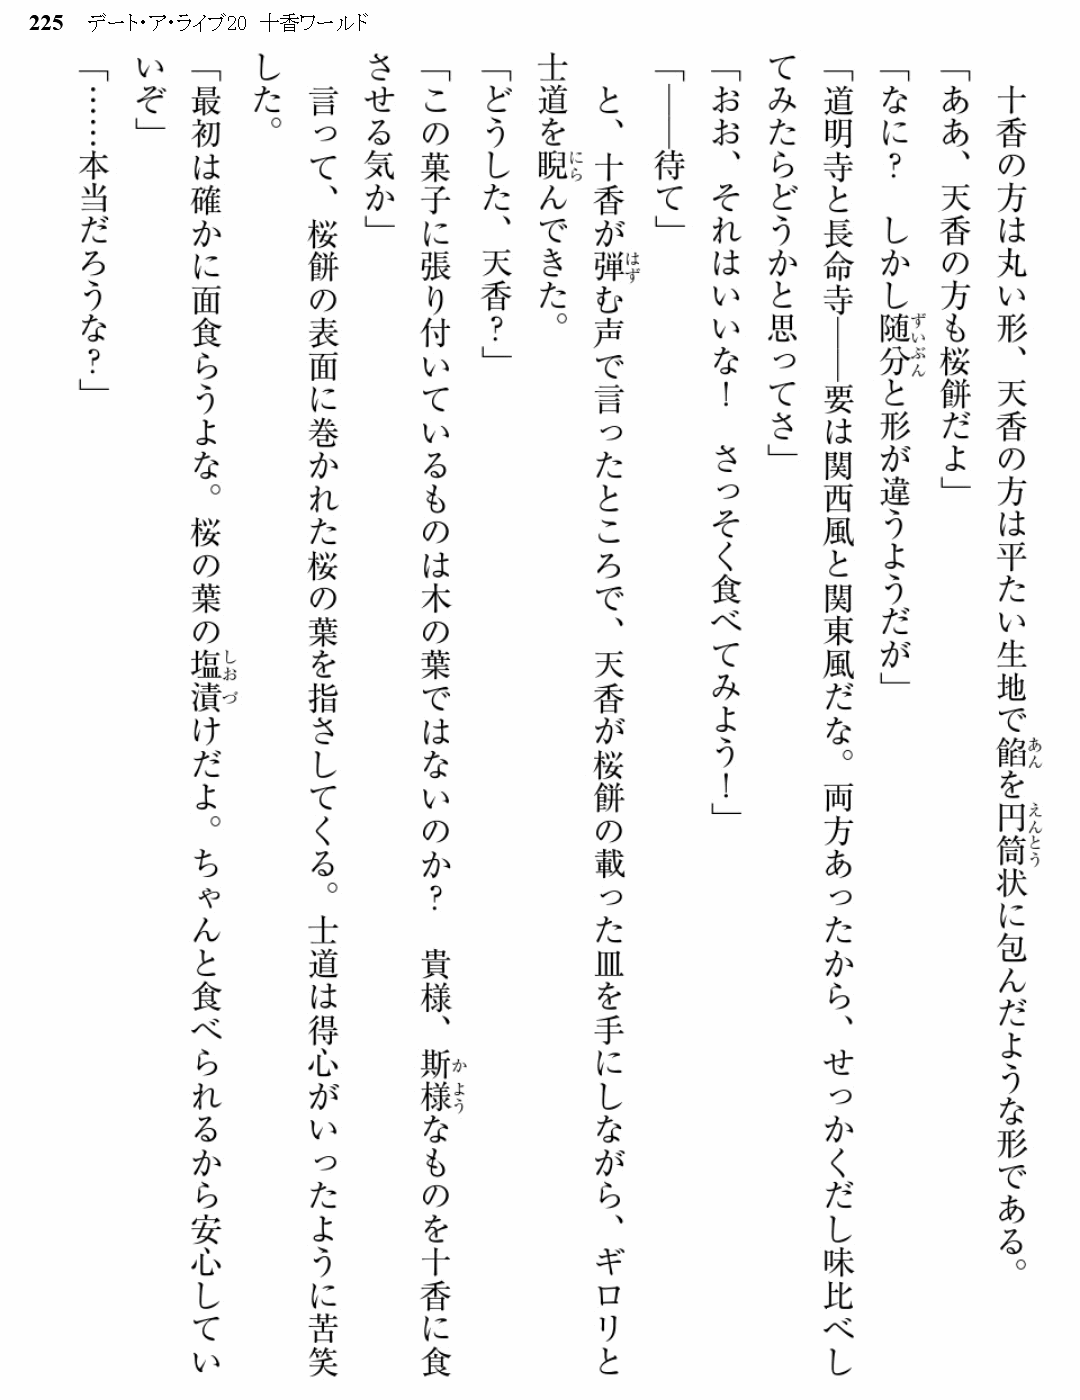 225 デート・ア・ライブ20 十香ワールド
　十香の方は丸い形、天香の方は平たい生地で餡を円筒状に包んだような形である。
「ああ、天香の方も桜餅だよ」
「なに？　しかし随分と形が違うようだが」
「道明寺と長命寺――要は関西風と関東風だな。両方あったから、せっかくだし味比べし
てみたらどうかと思ってさ」
「おお、それはいいな！　さっそく食べてみよう！」
「――待て」
　と、十香が弾む声で言ったところで、天香が桜餅の載った皿を手にしながら、ギロリと
士道を睨んできた。
「どうした、天香？」
「この菓子に張り付いているものは木の葉ではないのか？　貴様、斯様なものを十香に食
させる気か」
　言って、桜餅の表面に巻かれた桜の葉を指さしてくる。士道は得心がいったように苦笑
した。
「最初は確かに面食らうよな。桜の葉の塩漬けだよ。ちゃんと食べられるから安心してい
いぞ」
「……本当だろうな？」